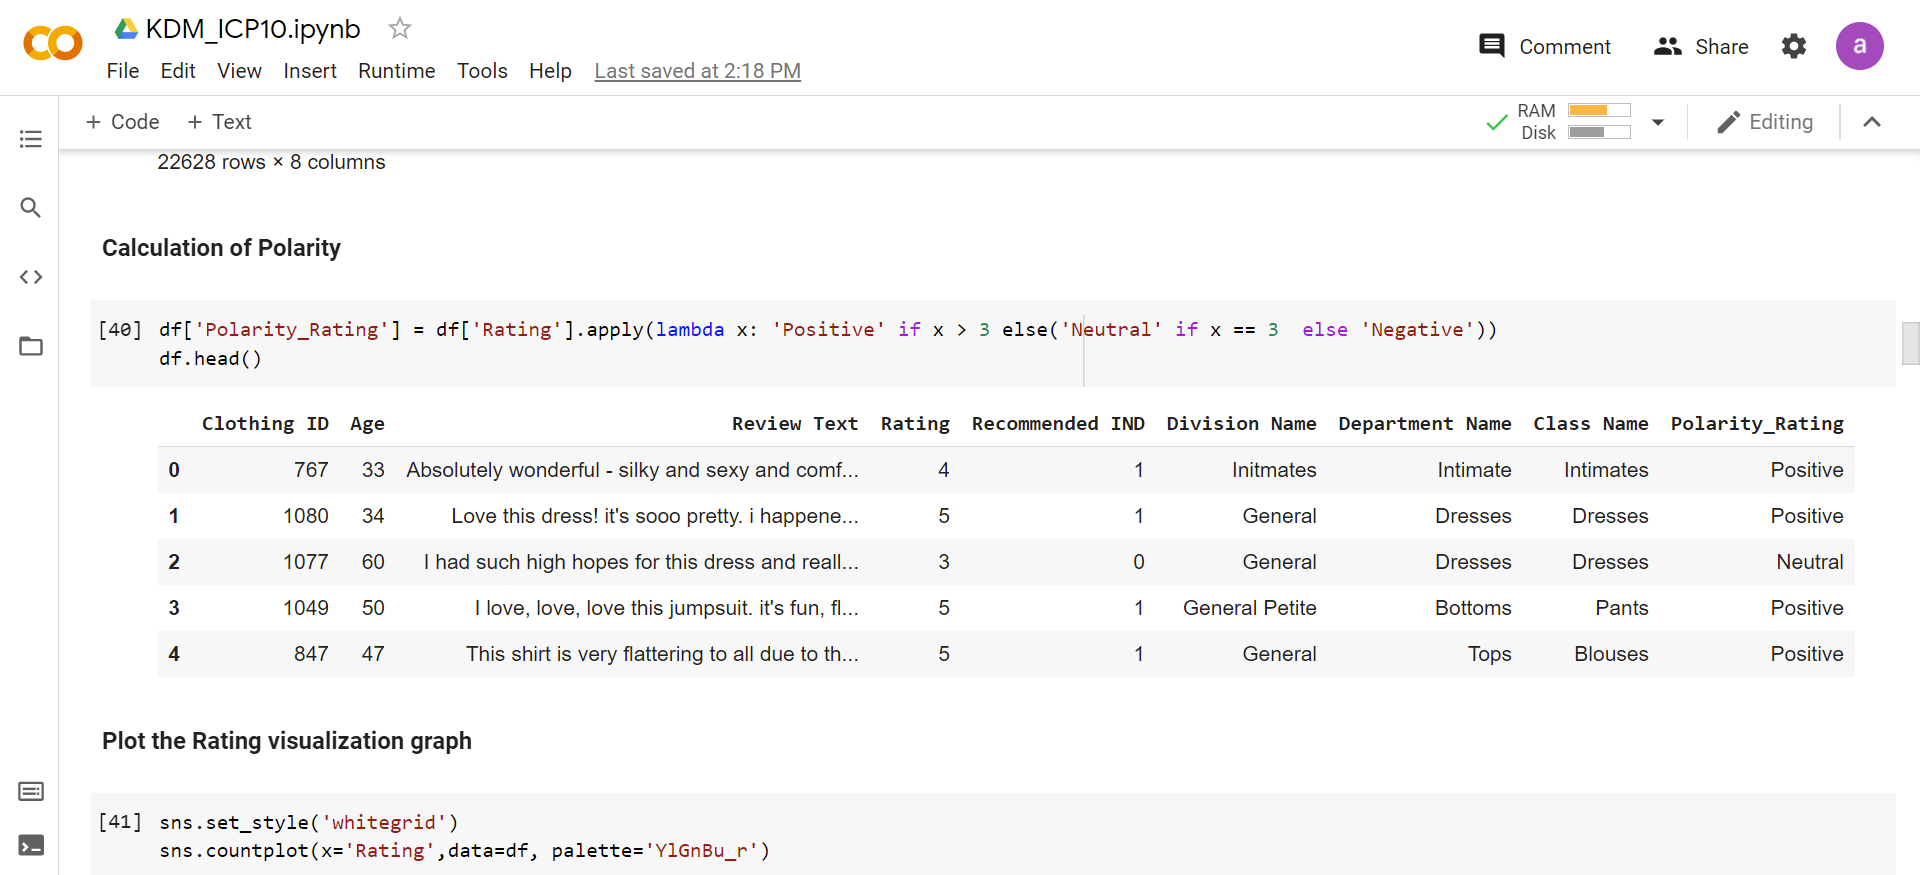 KDM_ICP10.ipynb
Comment
Share
a
File Edit View Insert Runtime Tools Help Last saved at 2:18 PM
+ Code + Text
RAM
Disk
Editing
22628 rows × 8 columns
Calculation of Polarity
[40] df['Polarity_Rating'] = df['Rating'].apply(lambda x: 'Positive' if x > 3 else('Neutral' if x == 3  else 'Negative'))
df.head()
Clothing ID Age Review Text Rating Recommended IND Division Name Department Name Class Name Polarity_Rating
0 767 33 Absolutely wonderful - silky and sexy and comf... 4 1 Initmates Intimate Intimates Positive
1 1080 34 Love this dress! it's sooo pretty. i happene... 5 1 General Dresses Dresses Positive
2 1077 60 I had such high hopes for this dress and reall... 3 0 General Dresses Dresses Neutral
3 1049 50 I love, love, love this jumpsuit. it's fun, fl... 5 1 General Petite Bottoms Pants Positive
4 847 47 This shirt is very flattering to all due to th... 5 1 General Tops Blouses Positive
Plot the Rating visualization graph
[41] sns.set_style('whitegrid')
sns.countplot(x='Rating',data=df, palette='YlGnBu_r')